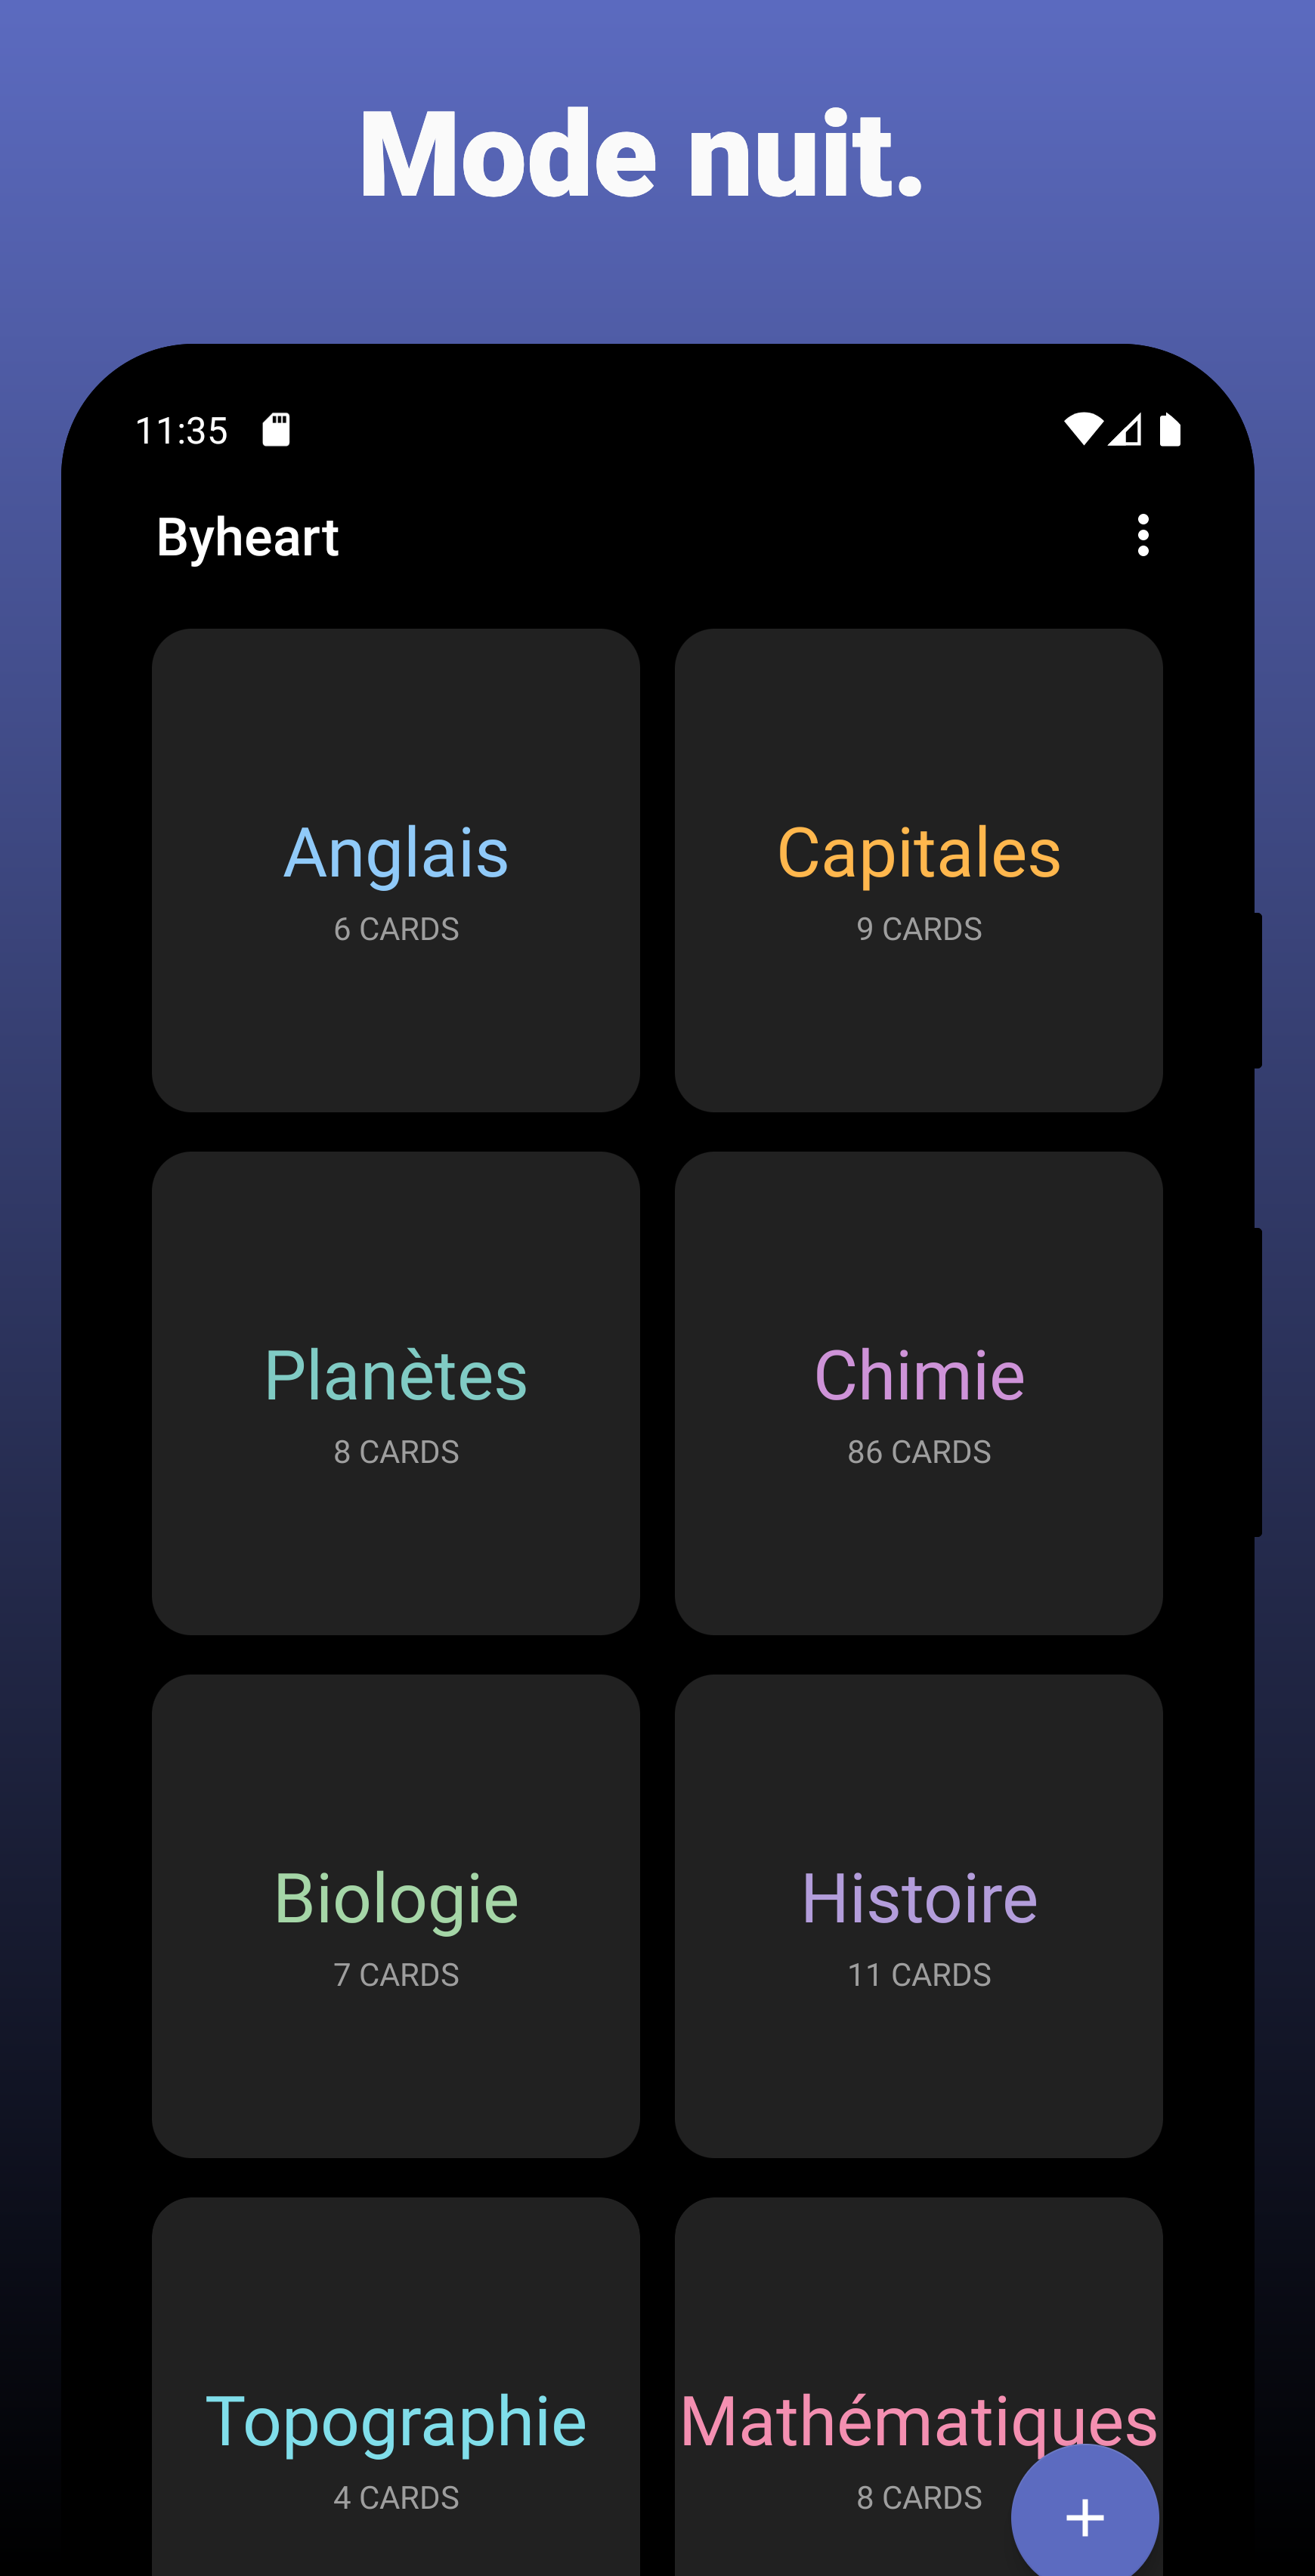 Mode nuit.
11:35
Byheart
Anglais
6 CARDS
Capitales
9 CARDS
Planètes
8 CARDS
Chimie
86 CARDS
Biologie
7 CARDS
Histoire
11 CARDS
Topographie
4 CARDS
Mathématiques
8 CARDS